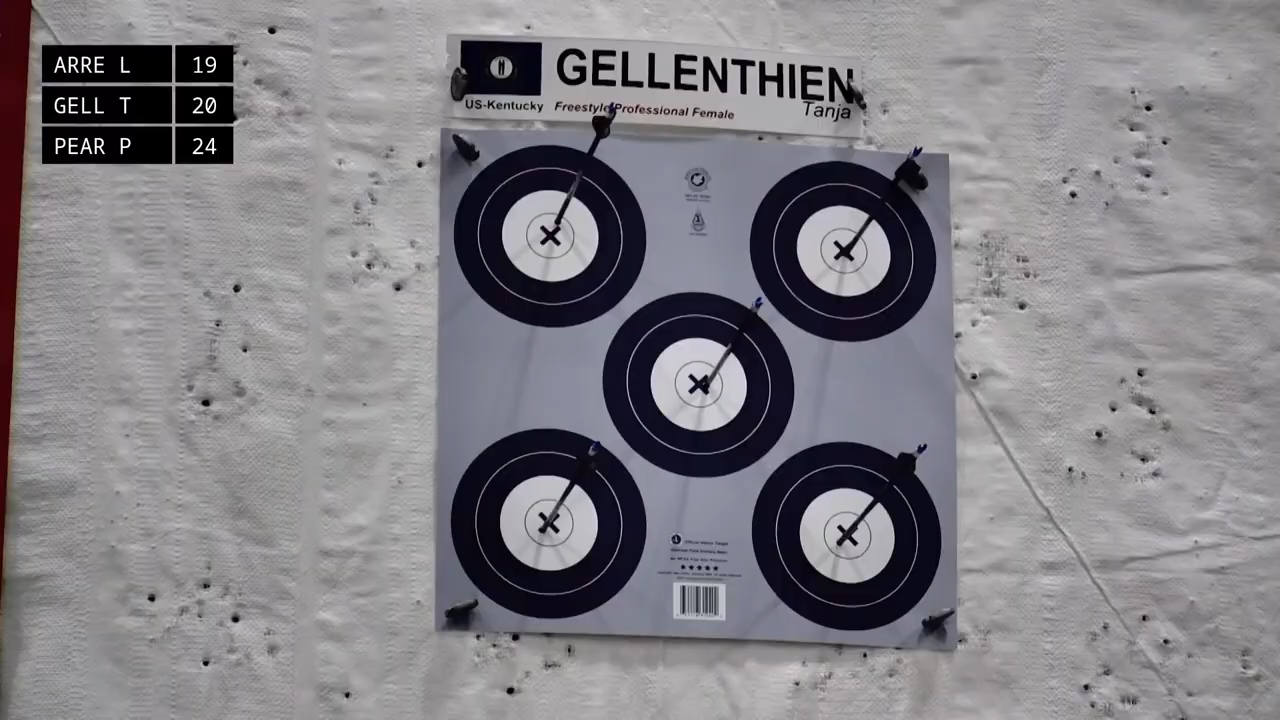 ARRE L 19
GELL T 20
PEAR P 24
GELLENTHIEN
US-Kentucky Freestyle Professional Female
Tanja